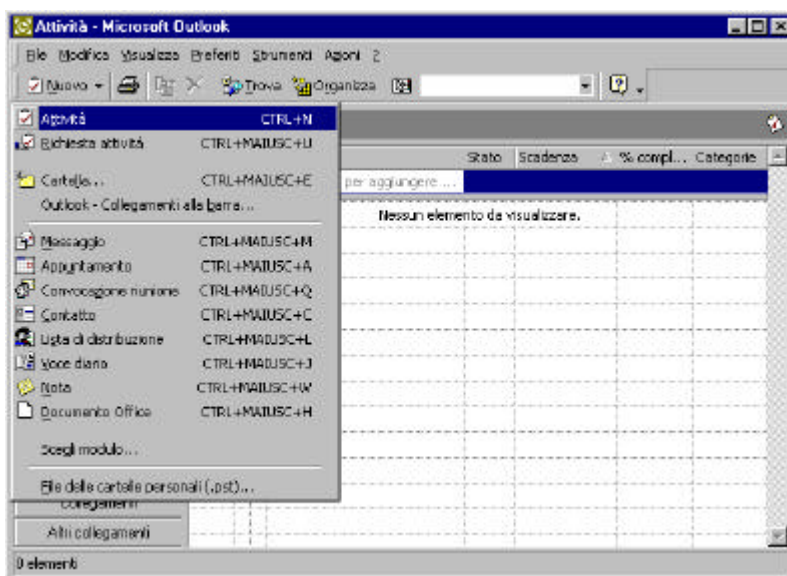 Attività - Microsoft Outlook
File Modifica Visualizza Preferiti Strumenti Azioni ?
Nuovo Trova Organizza
Attività CTRL+N
Richiesta attività CTRL+MAIUSC+U
Stato Scadenza % compl... Categorie
Cartella... CTRL+MAIUSC+E
per aggiungere ...
Outlook - Collegamenti alla barra...
Nessun elemento da visualizzare.
Messaggio CTRL+MAIUSC+M
Appuntamento CTRL+MAIUSC+A
Convocazione riunione CTRL+MAIUSC+Q
Contatto CTRL+MAIUSC+C
Lista di distribuzione CTRL+MAIUSC+L
Voce diario CTRL+MAIUSC+J
Nota CTRL+MAIUSC+W
Documento Office CTRL+MAIUSC+H
Scegli modulo...
File delle cartelle personali (.pst)...
Collegamenti
Altri collegamenti
0 elementi